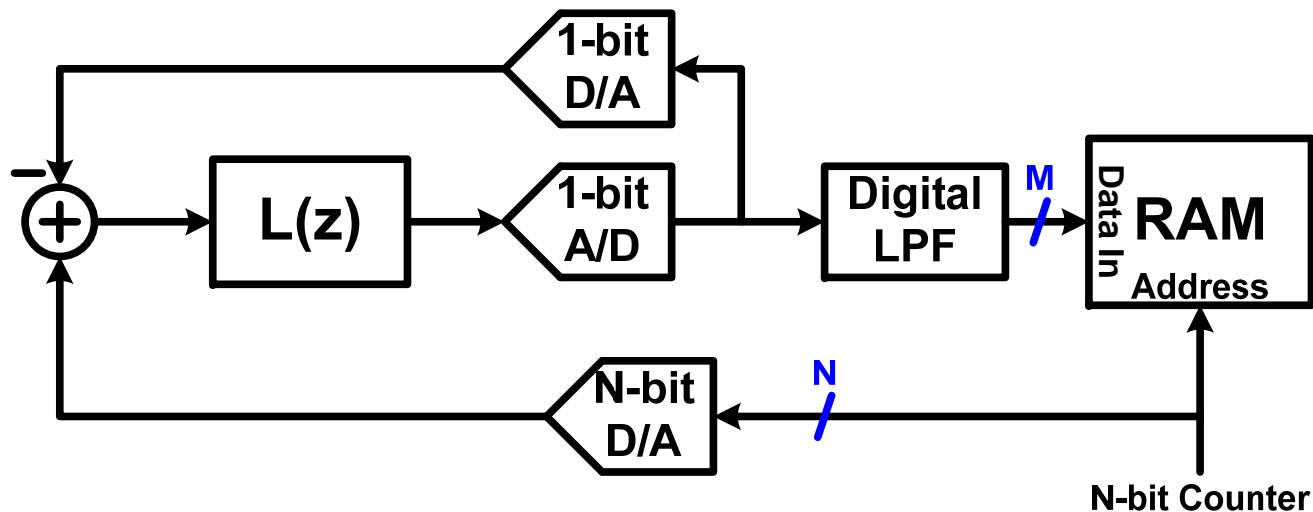 1-bit
D/A
L(z)
1-bit
A/D
Digital
LPF
M
Data In
RAM
Address
N-bit
D/A
N
N-bit Counter